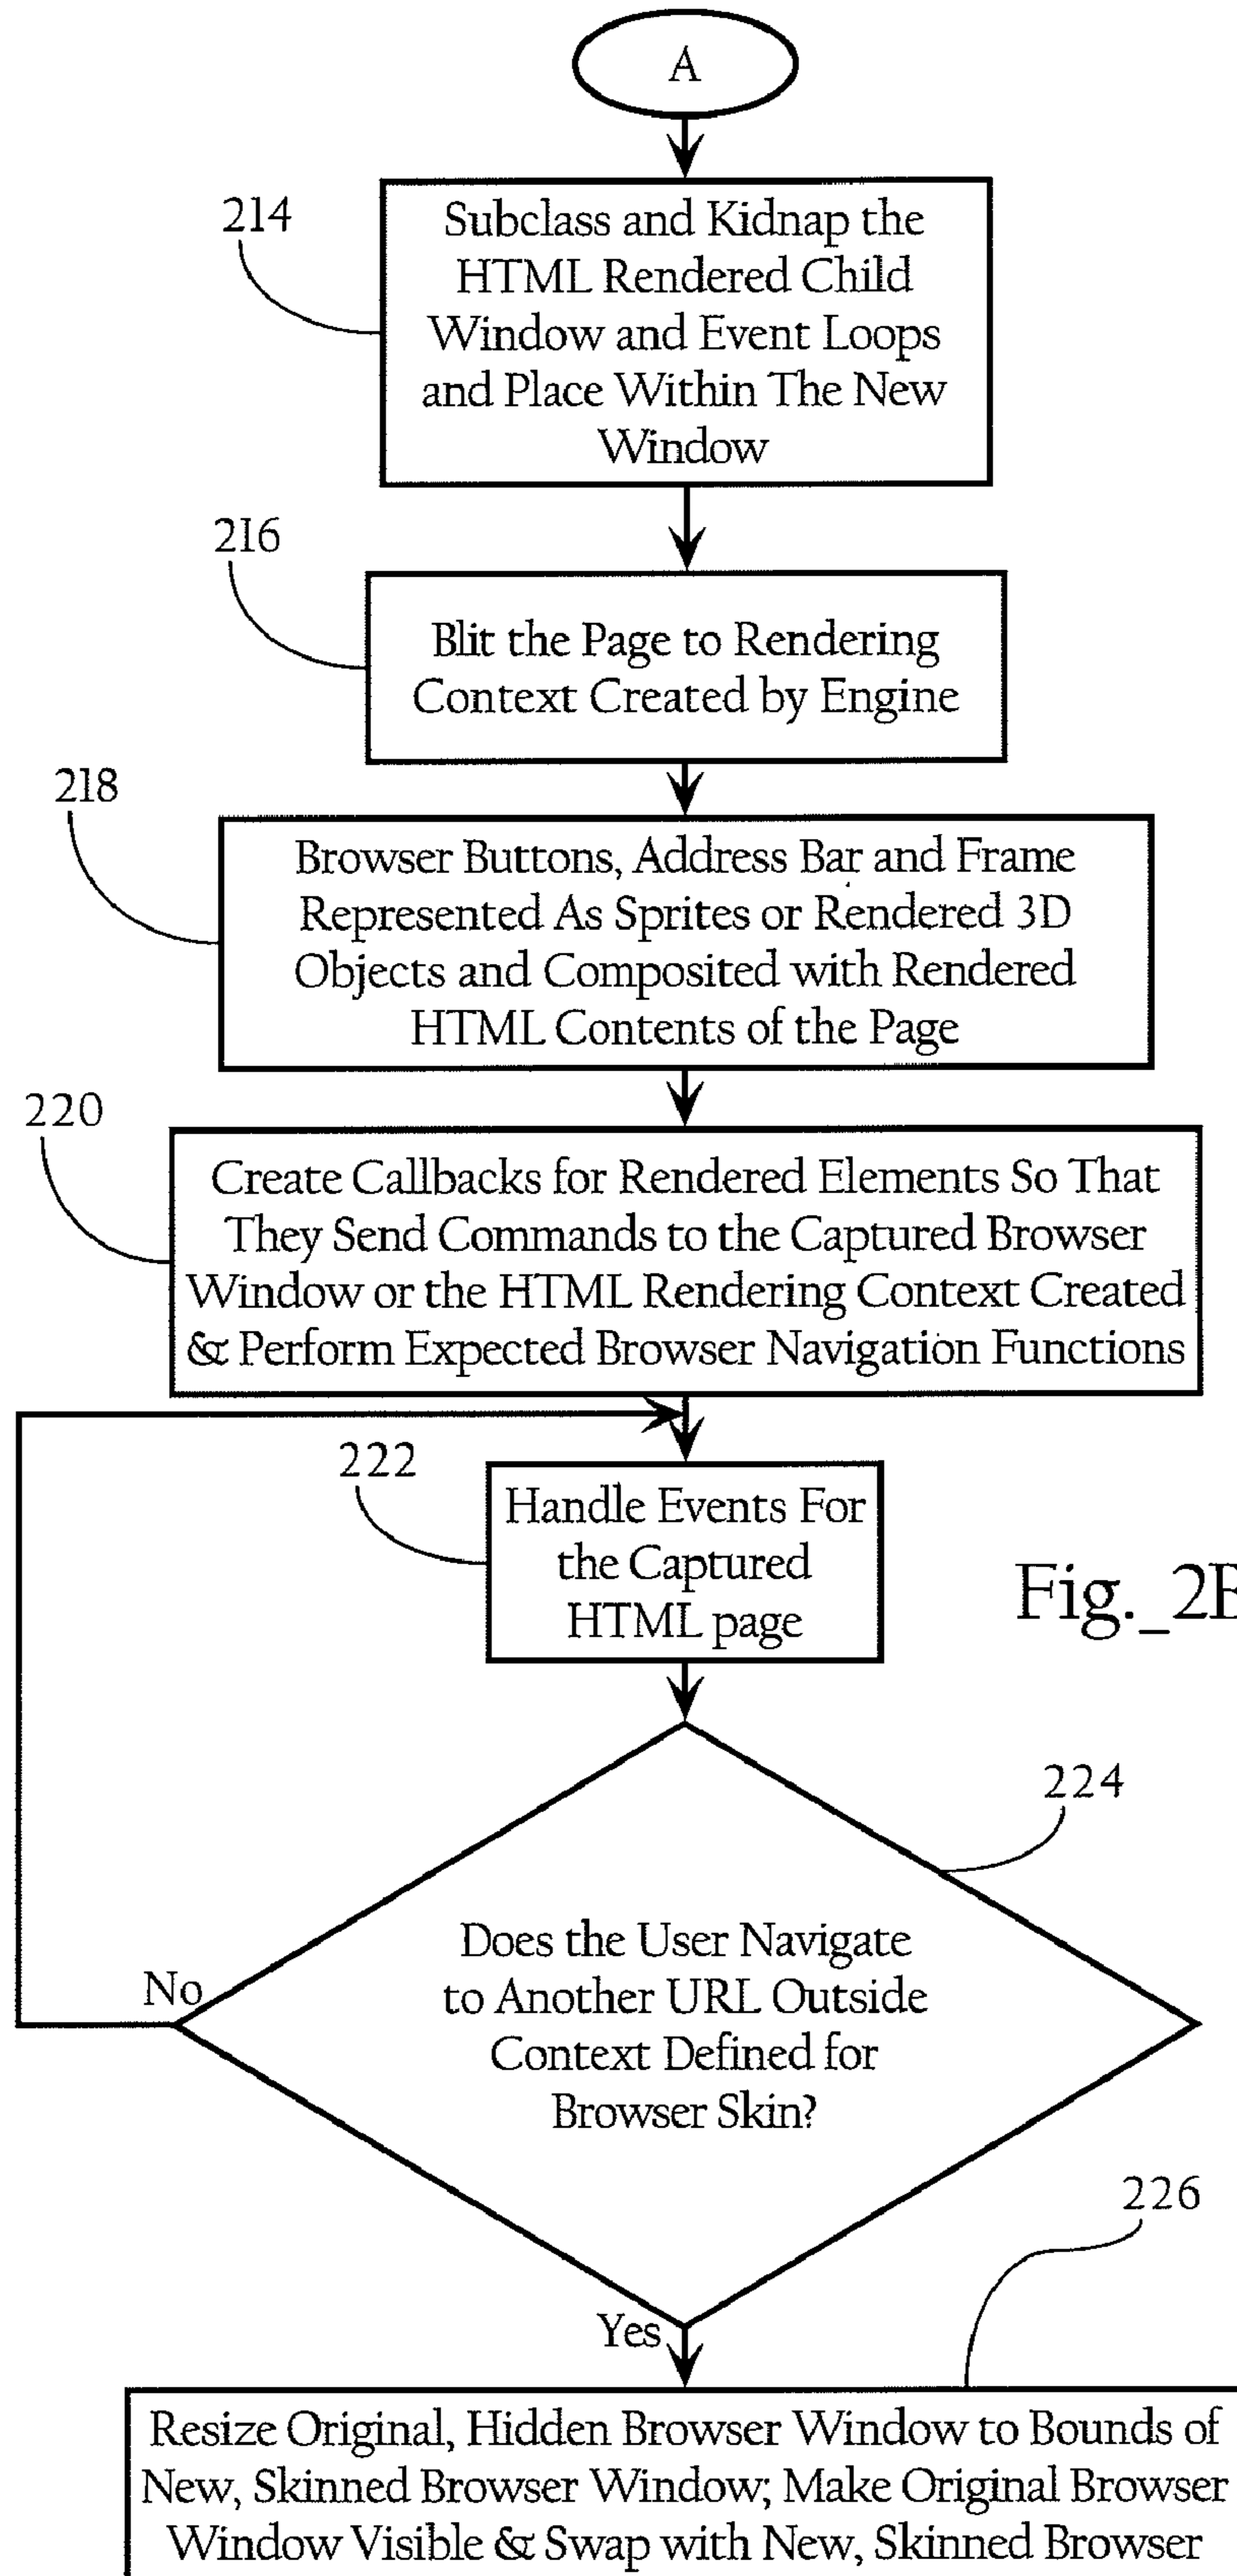 A
214
Subclass and Kidnap the
HTML Rendered Child
Window and Event Loops
and Place Within The New
Window
216
Blit the Page to Rendering
Context Created by Engine
218
Browser Buttons, Address Bar and Frame
Represented As Sprites or Rendered 3D
Objects and Composited with Rendered
HTML Contents of the Page
220
Create Callbacks for Rendered Elements So That
They Send Commands to the Captured Browser
Window or the HTML Rendering Context Created
& Perform Expected Browser Navigation Functions
222
Handle Events For
the Captured
HTML page
Fig._2B
224
Does the User Navigate
to Another URL Outside
Context Defined for
Browser Skin?
No
Yes
226
Resize Original, Hidden Browser Window to Bounds of
New, Skinned Browser Window; Make Original Browser
Window Visible & Swap with New, Skinned Browser